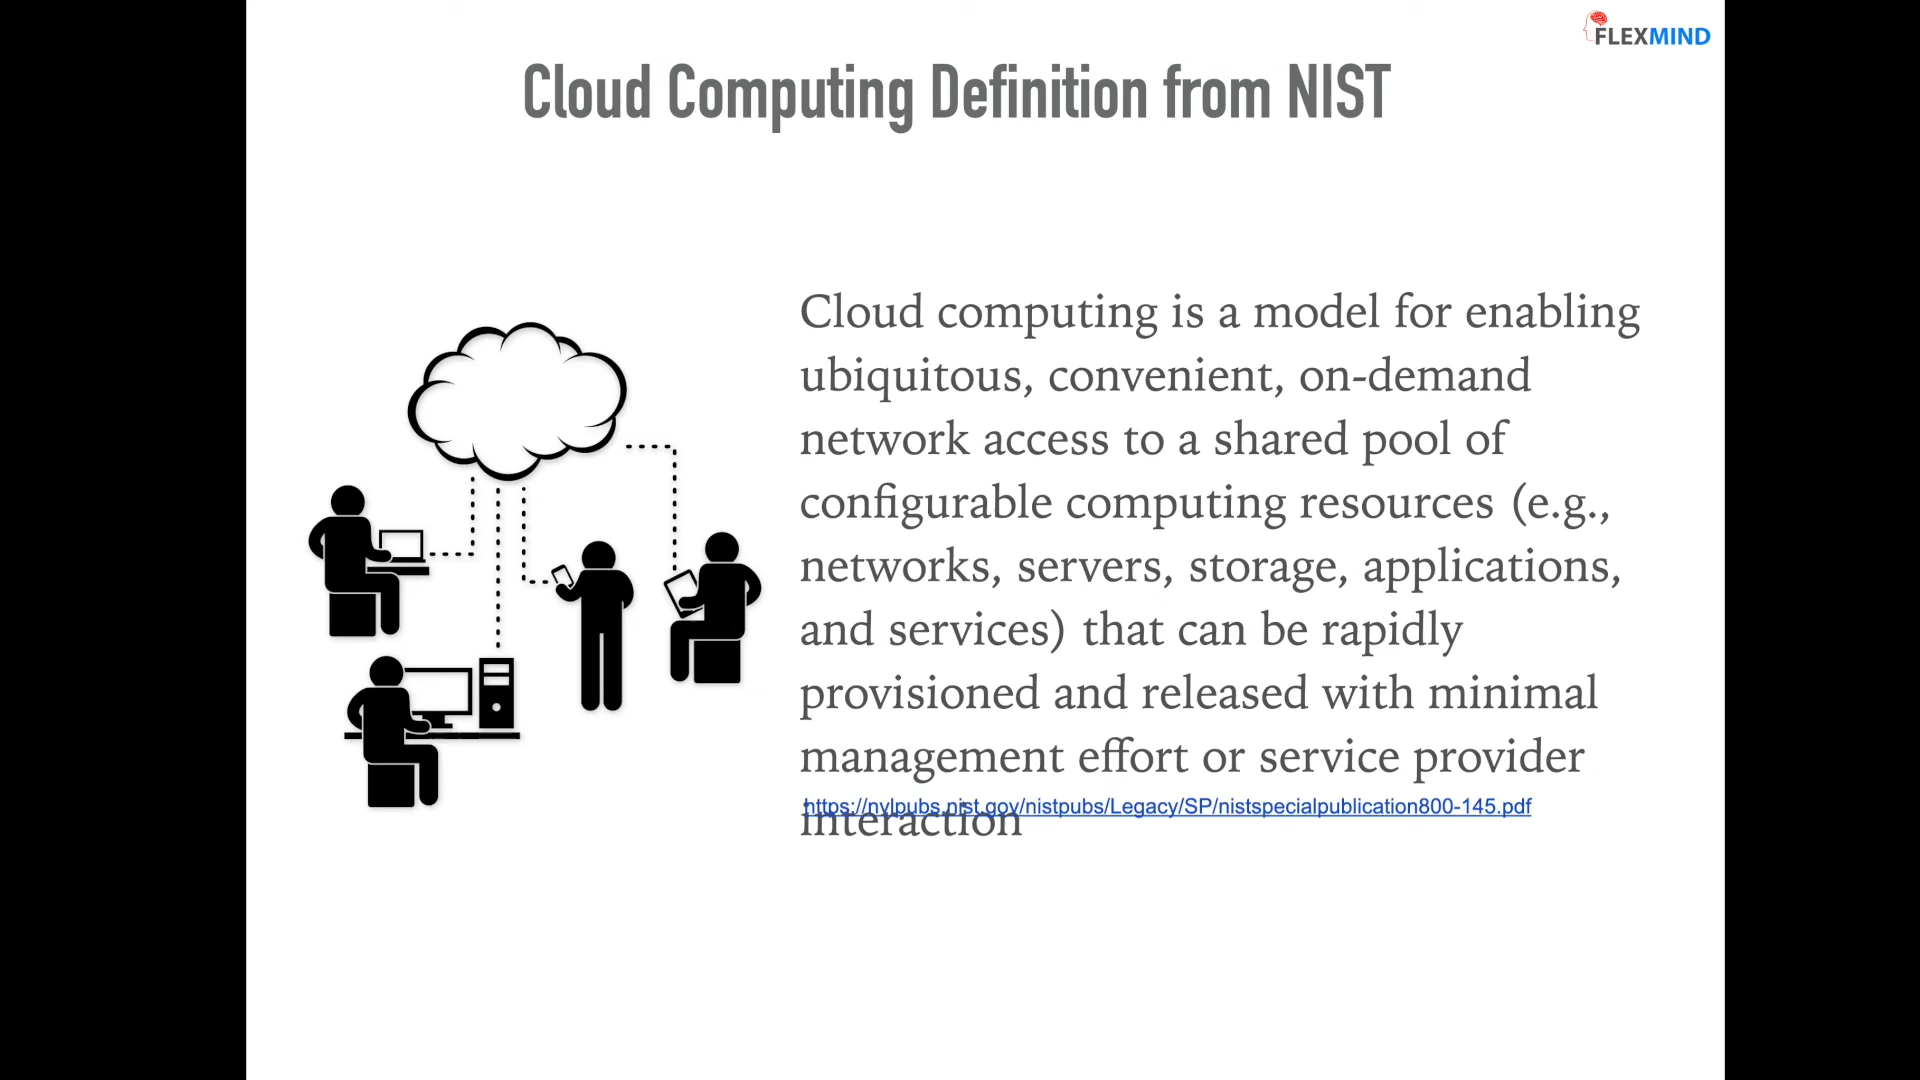 FLEXMIND
Cloud Computing Definition from NIST
Cloud computing is a model for enabling
ubiquitous, convenient, on-demand
network access to a shared pool of
configurable computing resources (e.g.,
networks, servers, storage, applications,
and services) that can be rapidly
provisioned and released with minimal
management effort or service provider
https://nvlpubs.nist.gov/nistpubs/Legacy/SP/nistspecialpublication800-145.pdf
interaction